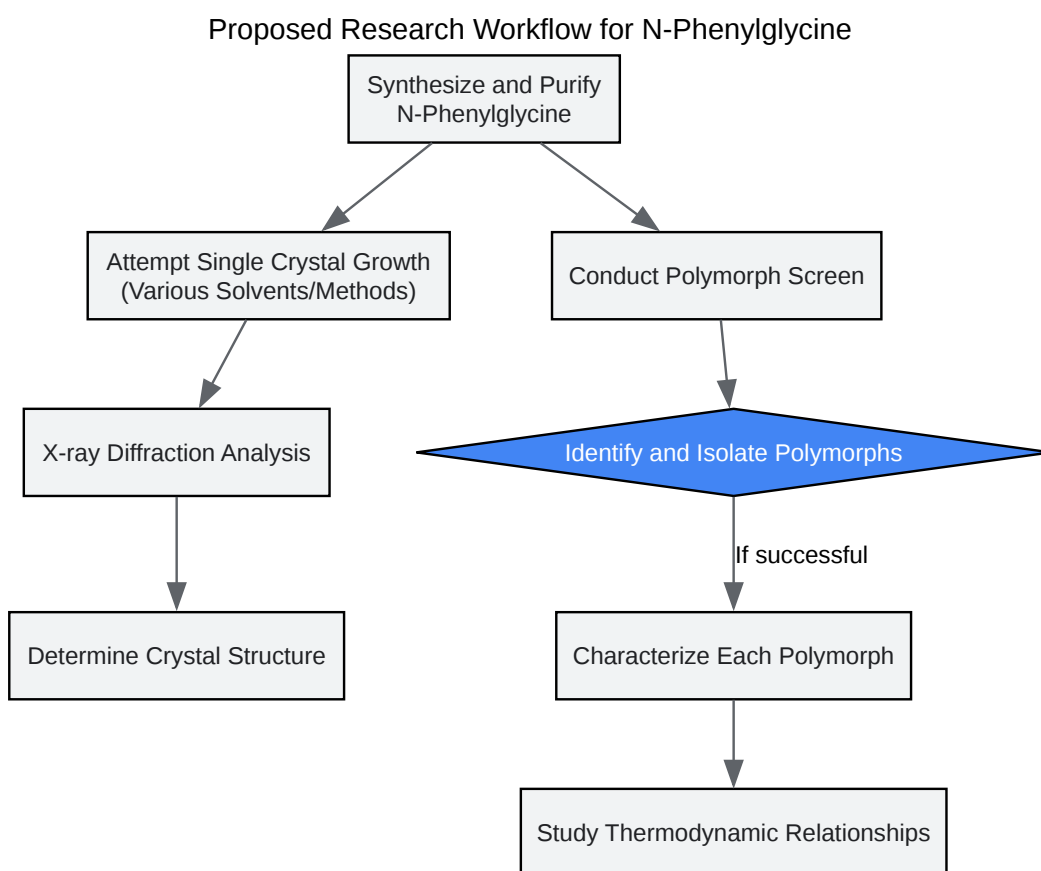 Proposed Research Workflow for N-Phenylglycine
Synthesize and Purify
N-Phenylglycine
Attempt Single Crystal Growth
(Various Solvents/Methods)
Conduct Polymorph Screen
X-ray Diffraction Analysis
Identify and Isolate Polymorphs
If successful
Determine Crystal Structure
Characterize Each Polymorph
Study Thermodynamic Relationships